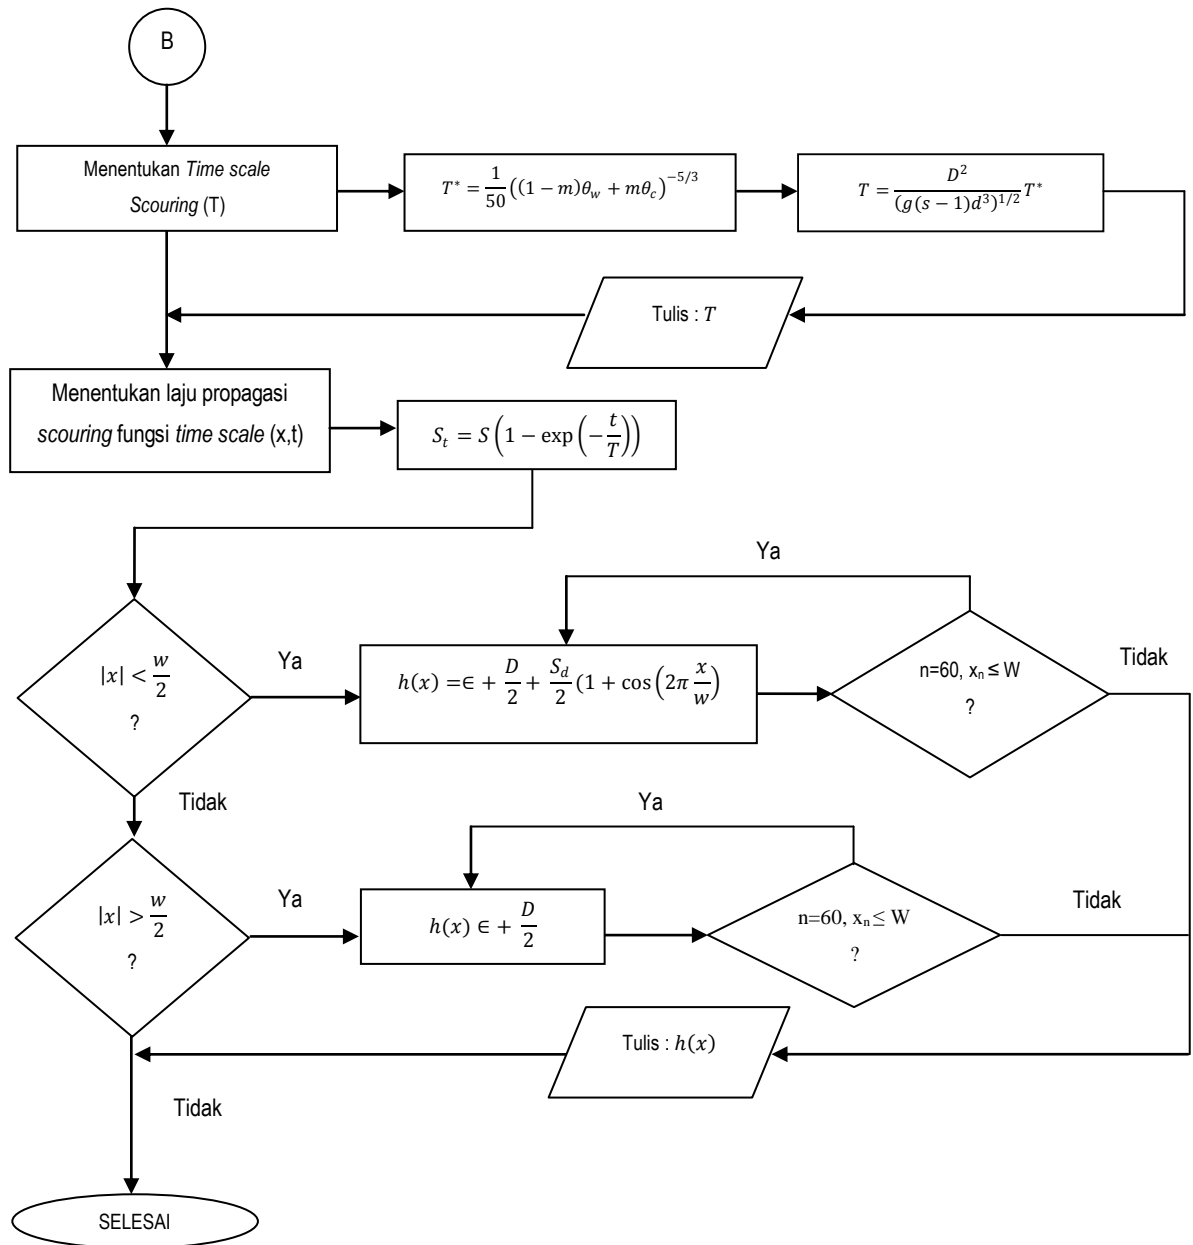 B
Menentukan Time scale
Scouring (T)
T* = 1/50 ((1 − m)θ_w + mθ_c)^(−5/3)
T = D²/(g(s − 1)d³)^(1/2) T*
Tulis : T
Menentukan laju propagasi
scouring fungsi time scale (x,t)
S_t = S(1 − exp(−t/T))
Ya
|x| < w/2
?
Ya
h(x) =∈ + D/2 + S_d/2 (1 + cos(2π x/w)
n=60, xₙ ≤ W
?
Tidak
Tidak
Ya
|x| > w/2
?
Ya
h(x) ∈ + D/2
n=60, xₙ ≤ W
?
Tidak
Tulis : h(x)
Tidak
SELESAI